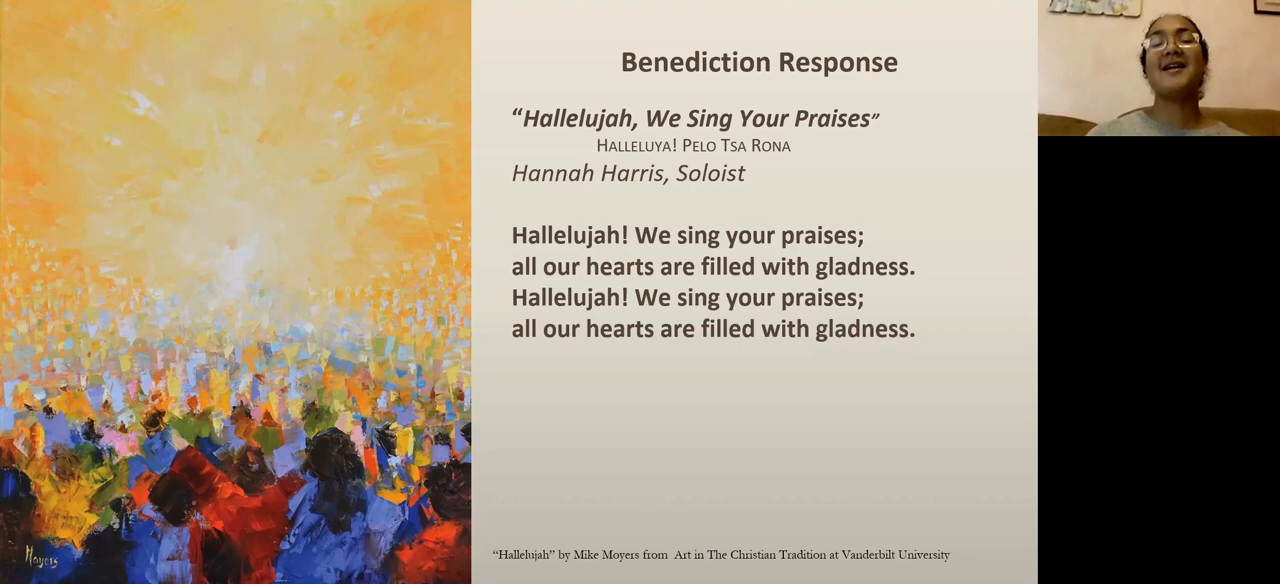 Benediction Response
“Hallelujah, We Sing Your Praises”
HALLELUYA! PELO TSA RONA
Hannah Harris, Soloist
Hallelujah! We sing your praises;
all our hearts are filled with gladness.
Hallelujah! We sing your praises;
all our hearts are filled with gladness.
Moyers
“Hallelujah” by Mike Moyers from Art in The Christian Tradition at Vanderbilt University